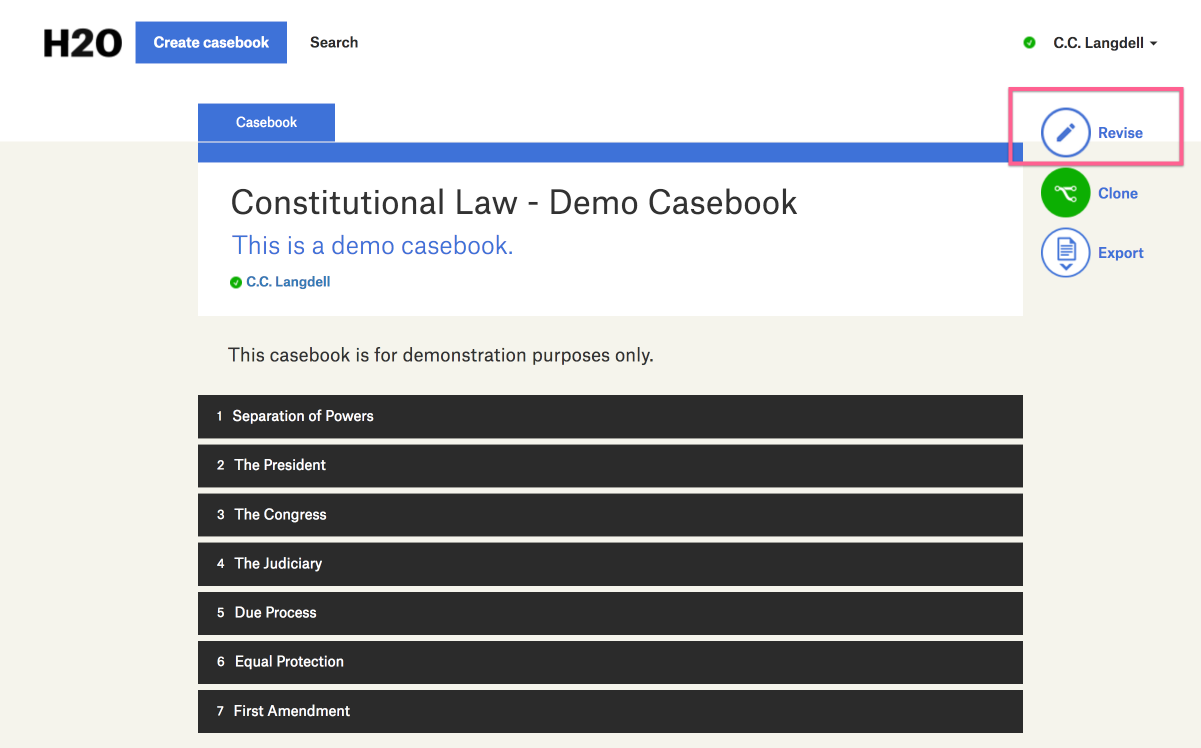 H2O Create casebook Search C.C. Langdell
Casebook
Revise
Constitutional Law - Demo Casebook
Clone
This is a demo casebook.
Export
C.C. Langdell
This casebook is for demonstration purposes only.
1 Separation of Powers
2 The President
3 The Congress
4 The Judiciary
5 Due Process
6 Equal Protection
7 First Amendment